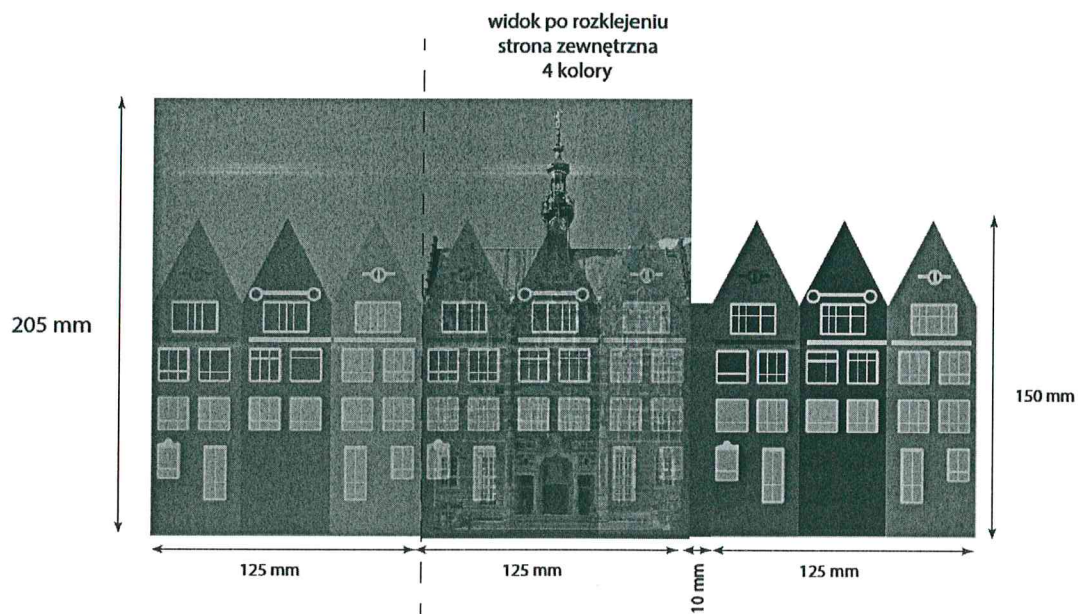 widok po rozklejeniu
strona zewnętrzna
4 kolory
205 mm
150 mm
125 mm
125 mm
10 mm
125 mm